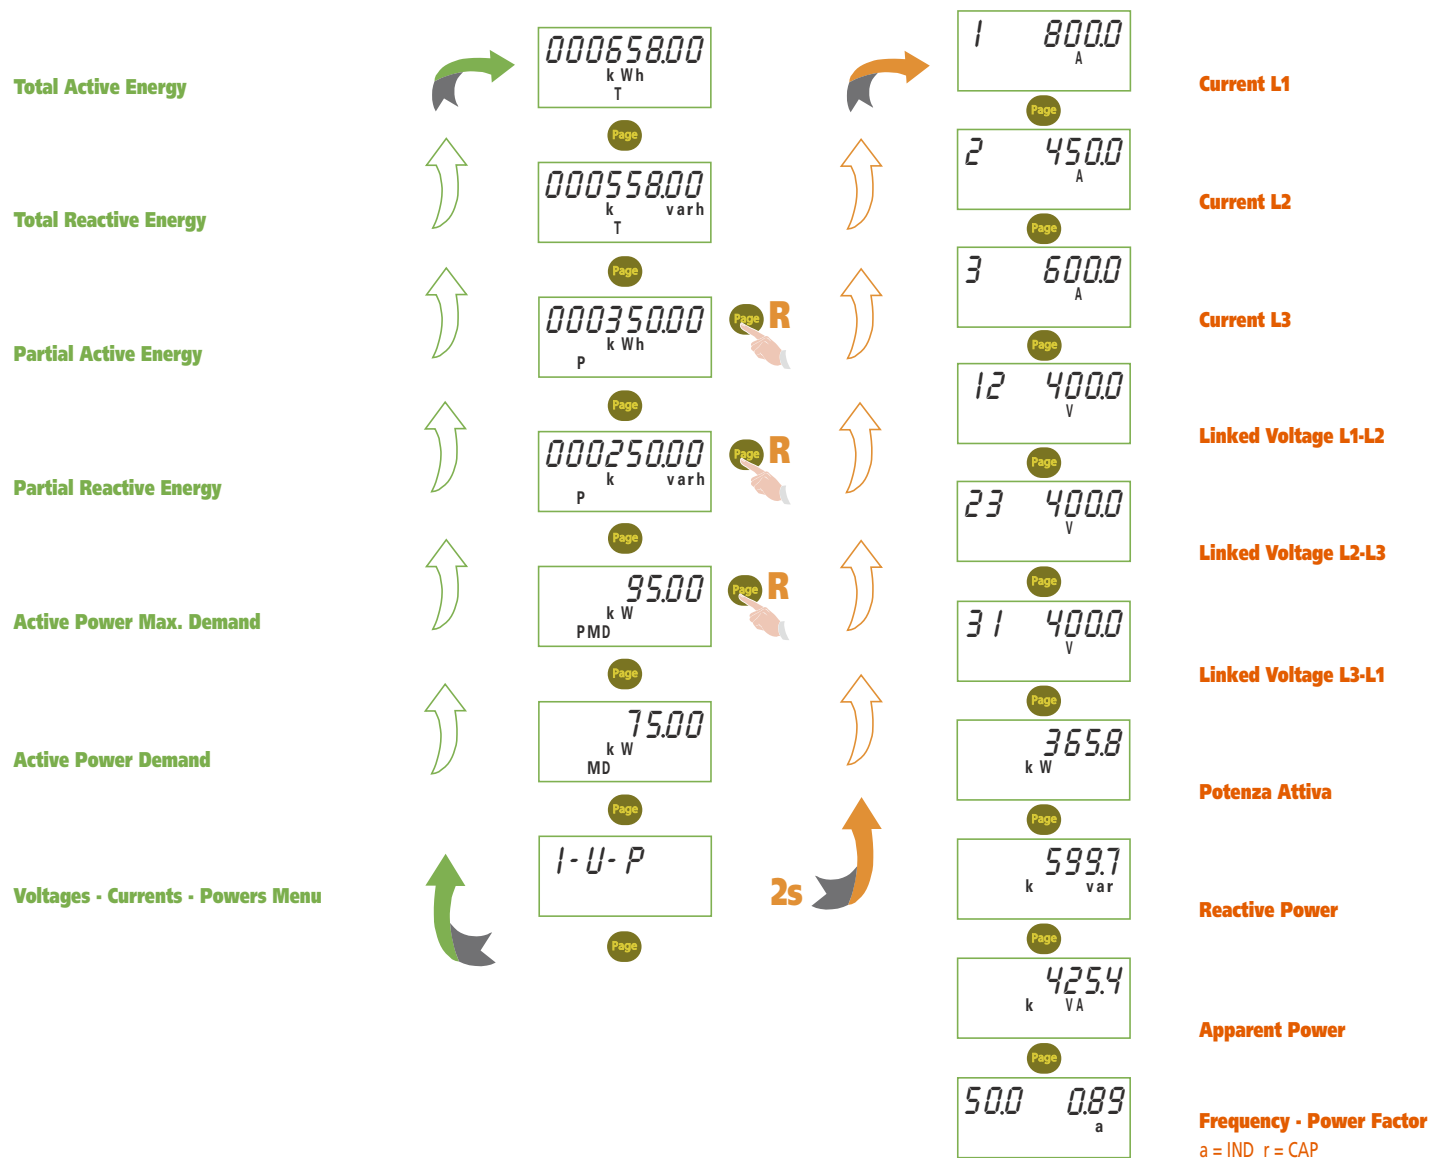 Total Active Energy
000658.00
k Wh
T
Page
Total Reactive Energy
000558.00
k varh
T
Page
Partial Active Energy
000350.00
k Wh
P
Page R
Page
Partial Reactive Energy
000250.00
k varh
P
Page R
Page
Active Power Max. Demand
95.00
k W
PMD
Page R
Page
Active Power Demand
75.00
k W
MD
Page
Voltages - Currents - Powers Menu
I-U-P
Page
2s
1 800.0
A
Current L1
Page
2 450.0
A
Current L2
Page
3 600.0
A
Current L3
Page
12 400.0
V
Linked Voltage L1-L2
Page
23 400.0
V
Linked Voltage L2-L3
Page
31 400.0
V
Linked Voltage L3-L1
Page
365.8
k W
Potenza Attiva
Page
599.7
k var
Reactive Power
Page
425.4
k VA
Apparent Power
Page
50.0 0.89
a
Frequency - Power Factor
a = IND r = CAP